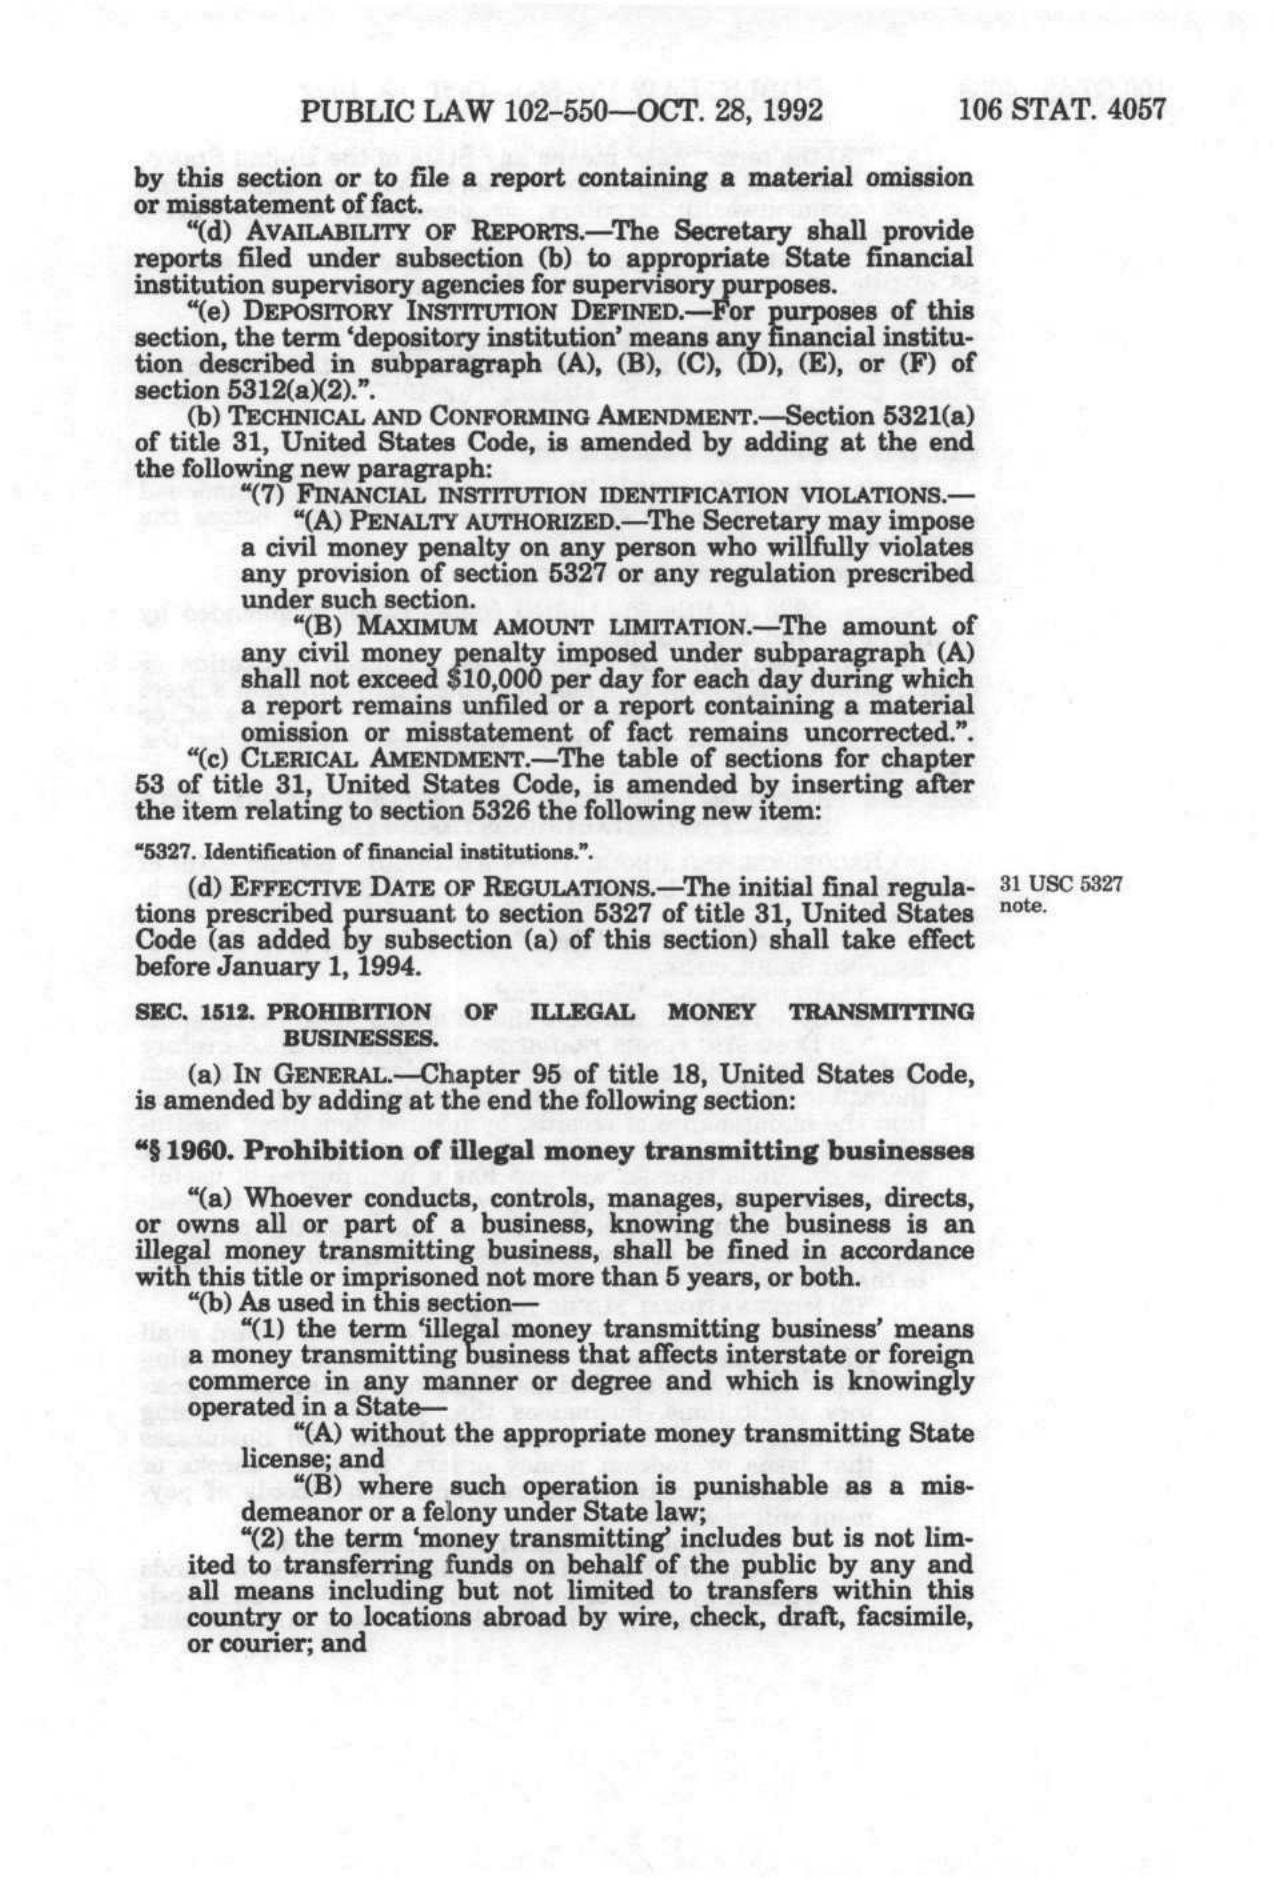 PUBLIC LAW 102–550—OCT. 28, 1992 106 STAT. 4057
by this section or to file a report containing a material omission
or misstatement of fact.
“(d) AVAILABILITY OF REPORTS.—The Secretary shall provide
reports filed under subsection (b) to appropriate State financial
institution supervisory agencies for supervisory purposes.
“(e) DEPOSITORY INSTITUTION DEFINED.—For purposes of this
section, the term ‘depository institution’ means any financial institu-
tion described in subparagraph (A), (B), (C), (D), (E), or (F) of
section 5312(a)(2).”.
(b) TECHNICAL AND CONFORMING AMENDMENT.—Section 5321(a)
of title 31, United States Code, is amended by adding at the end
the following new paragraph:
“(7) FINANCIAL INSTITUTION IDENTIFICATION VIOLATIONS.—
“(A) PENALTY AUTHORIZED.—The Secretary may impose
a civil money penalty on any person who willfully violates
any provision of section 5327 or any regulation prescribed
under such section.
“(B) MAXIMUM AMOUNT LIMITATION.—The amount of
any civil money penalty imposed under subparagraph (A)
shall not exceed $10,000 per day for each day during which
a report remains unfiled or a report containing a material
omission or misstatement of fact remains uncorrected.”.
“(c) CLERICAL AMENDMENT.—The table of sections for chapter
53 of title 31, United States Code, is amended by inserting after
the item relating to section 5326 the following new item:
“5327. Identification of financial institutions.”.
(d) EFFECTIVE DATE OF REGULATIONS.—The initial final regula- 31 USC 5327
tions prescribed pursuant to section 5327 of title 31, United States note.
Code (as added by subsection (a) of this section) shall take effect
before January 1, 1994.
SEC. 1512. PROHIBITION OF ILLEGAL MONEY TRANSMITTING
BUSINESSES.
(a) IN GENERAL.—Chapter 95 of title 18, United States Code,
is amended by adding at the end the following section:
“§ 1960. Prohibition of illegal money transmitting businesses
“(a) Whoever conducts, controls, manages, supervises, directs,
or owns all or part of a business, knowing the business is an
illegal money transmitting business, shall be fined in accordance
with this title or imprisoned not more than 5 years, or both.
“(b) As used in this section—
“(1) the term ‘illegal money transmitting business’ means
a money transmitting business that affects interstate or foreign
commerce in any manner or degree and which is knowingly
operated in a State—
“(A) without the appropriate money transmitting State
license; and
“(B) where such operation is punishable as a mis-
demeanor or a felony under State law;
“(2) the term ‘money transmitting’ includes but is not lim-
ited to transferring funds on behalf of the public by any and
all means including but not limited to transfers within this
country or to locations abroad by wire, check, draft, facsimile,
or courier; and